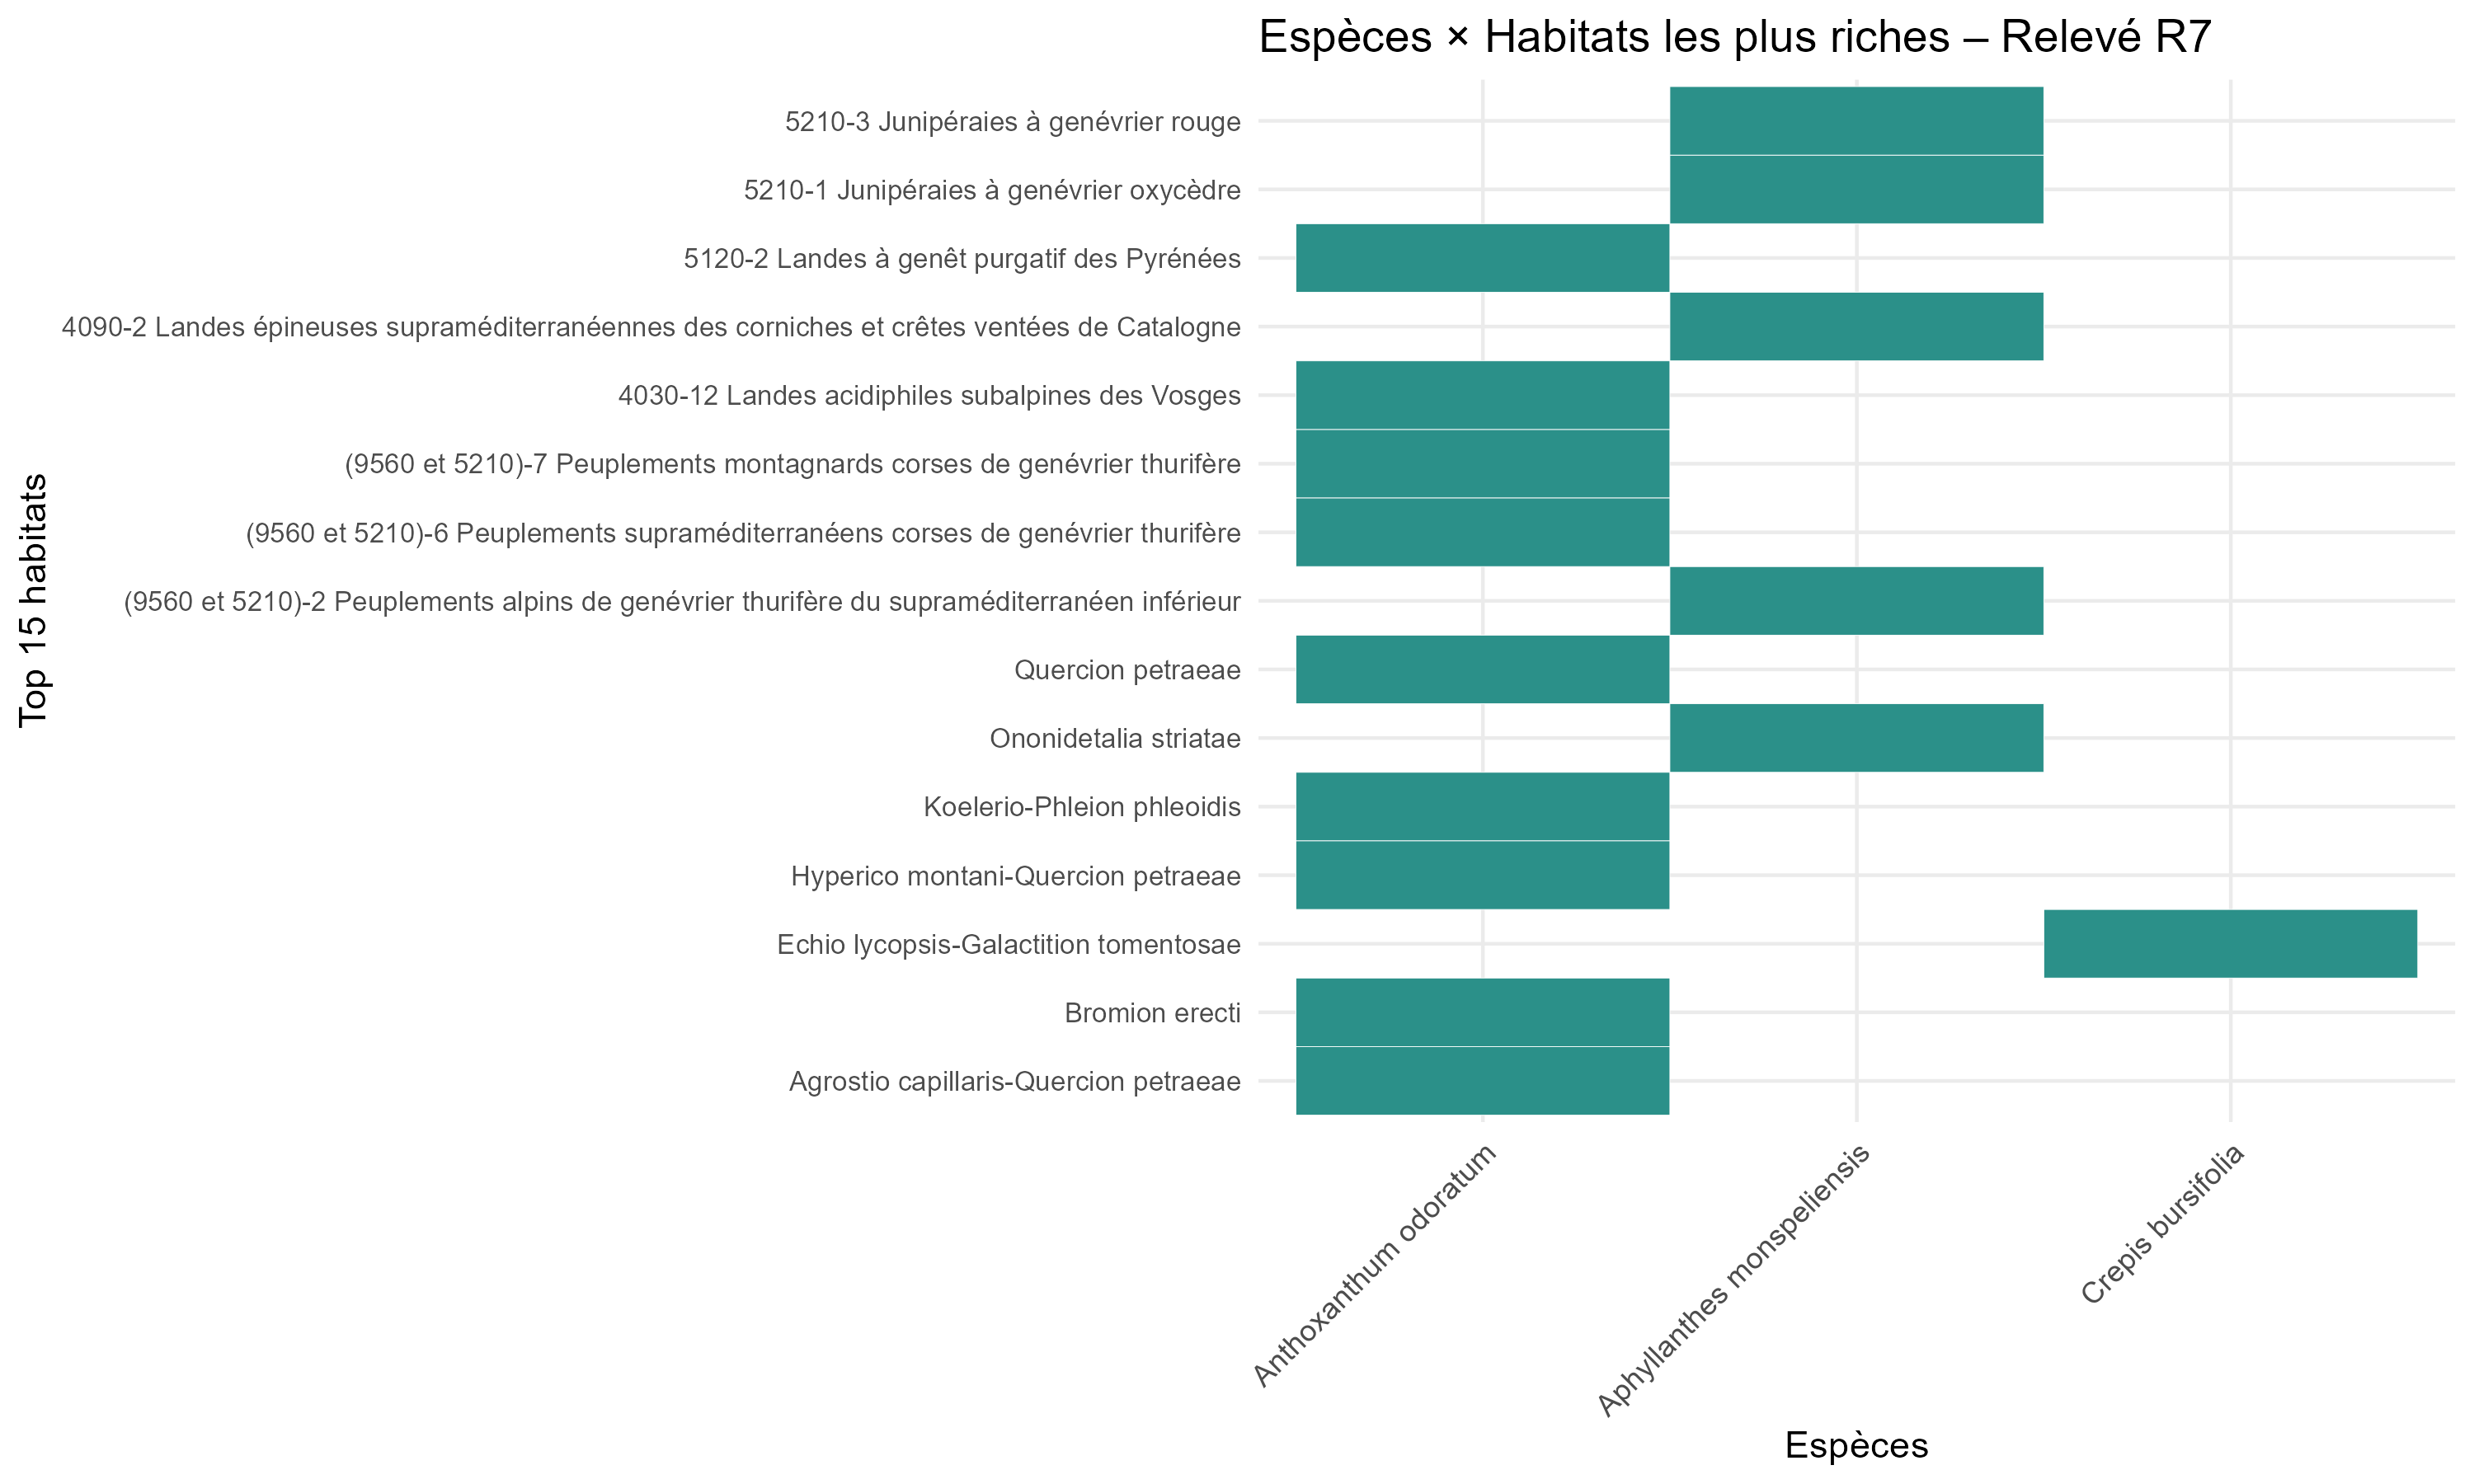 Espèces × Habitats les plus riches – Relevé R7
Top 15 habitats
5210-3 Junipéraies à genévrier rouge
5210-1 Junipéraies à genévrier oxycèdre
5120-2 Landes à genêt purgatif des Pyrénées
4090-2 Landes épineuses supraméditerranéennes des corniches et crêtes ventées de Catalogne
4030-12 Landes acidiphiles subalpines des Vosges
(9560 et 5210)-7 Peuplements montagnards corses de genévrier thurifère
(9560 et 5210)-6 Peuplements supraméditerranéens corses de genévrier thurifère
(9560 et 5210)-2 Peuplements alpins de genévrier thurifère du supraméditerranéen inférieur
Quercion petraeae
Ononidetalia striatae
Koelerio-Phleion phleoidis
Hyperico montani-Quercion petraeae
Echio lycopsis-Galactition tomentosae
Bromion erecti
Agrostio capillaris-Quercion petraeae
Anthoxanthum odoratum
Aphyllanthes monspeliensis
Crepis bursifolia
Espèces